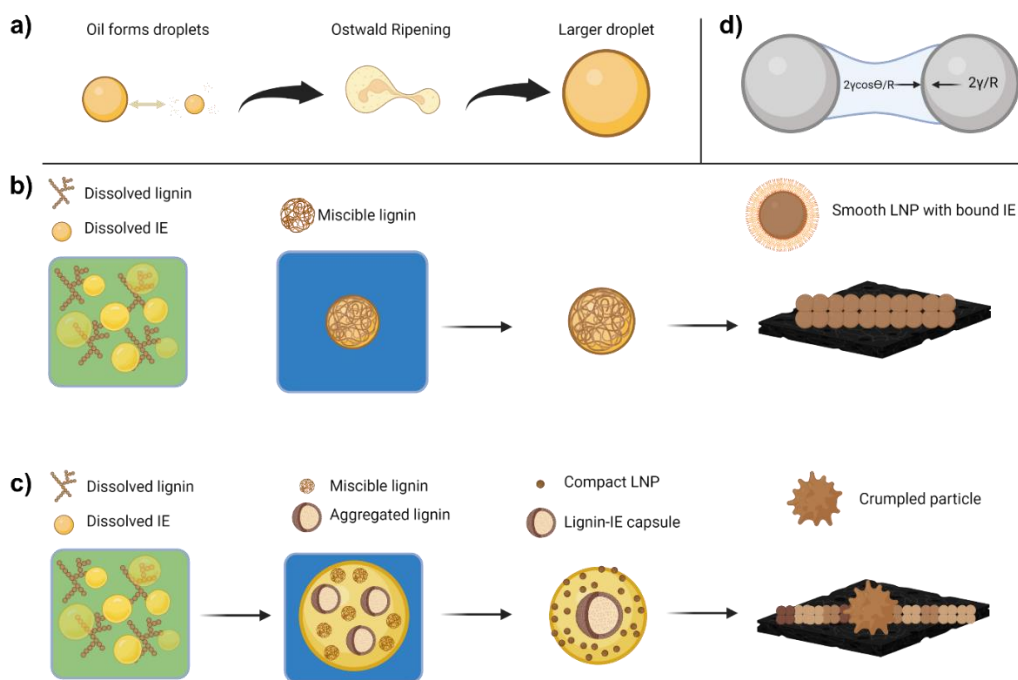 a)
Oil forms droplets
Ostwald Ripening
Larger droplet
d)
2γcosΘ/R
2γ/R
b)
Dissolved lignin
Dissolved IE
Miscible lignin
Smooth LNP with bound IE
c)
Dissolved lignin
Dissolved IE
Miscible lignin
Aggregated lignin
Compact LNP
Lignin-IE capsule
Crumpled particle